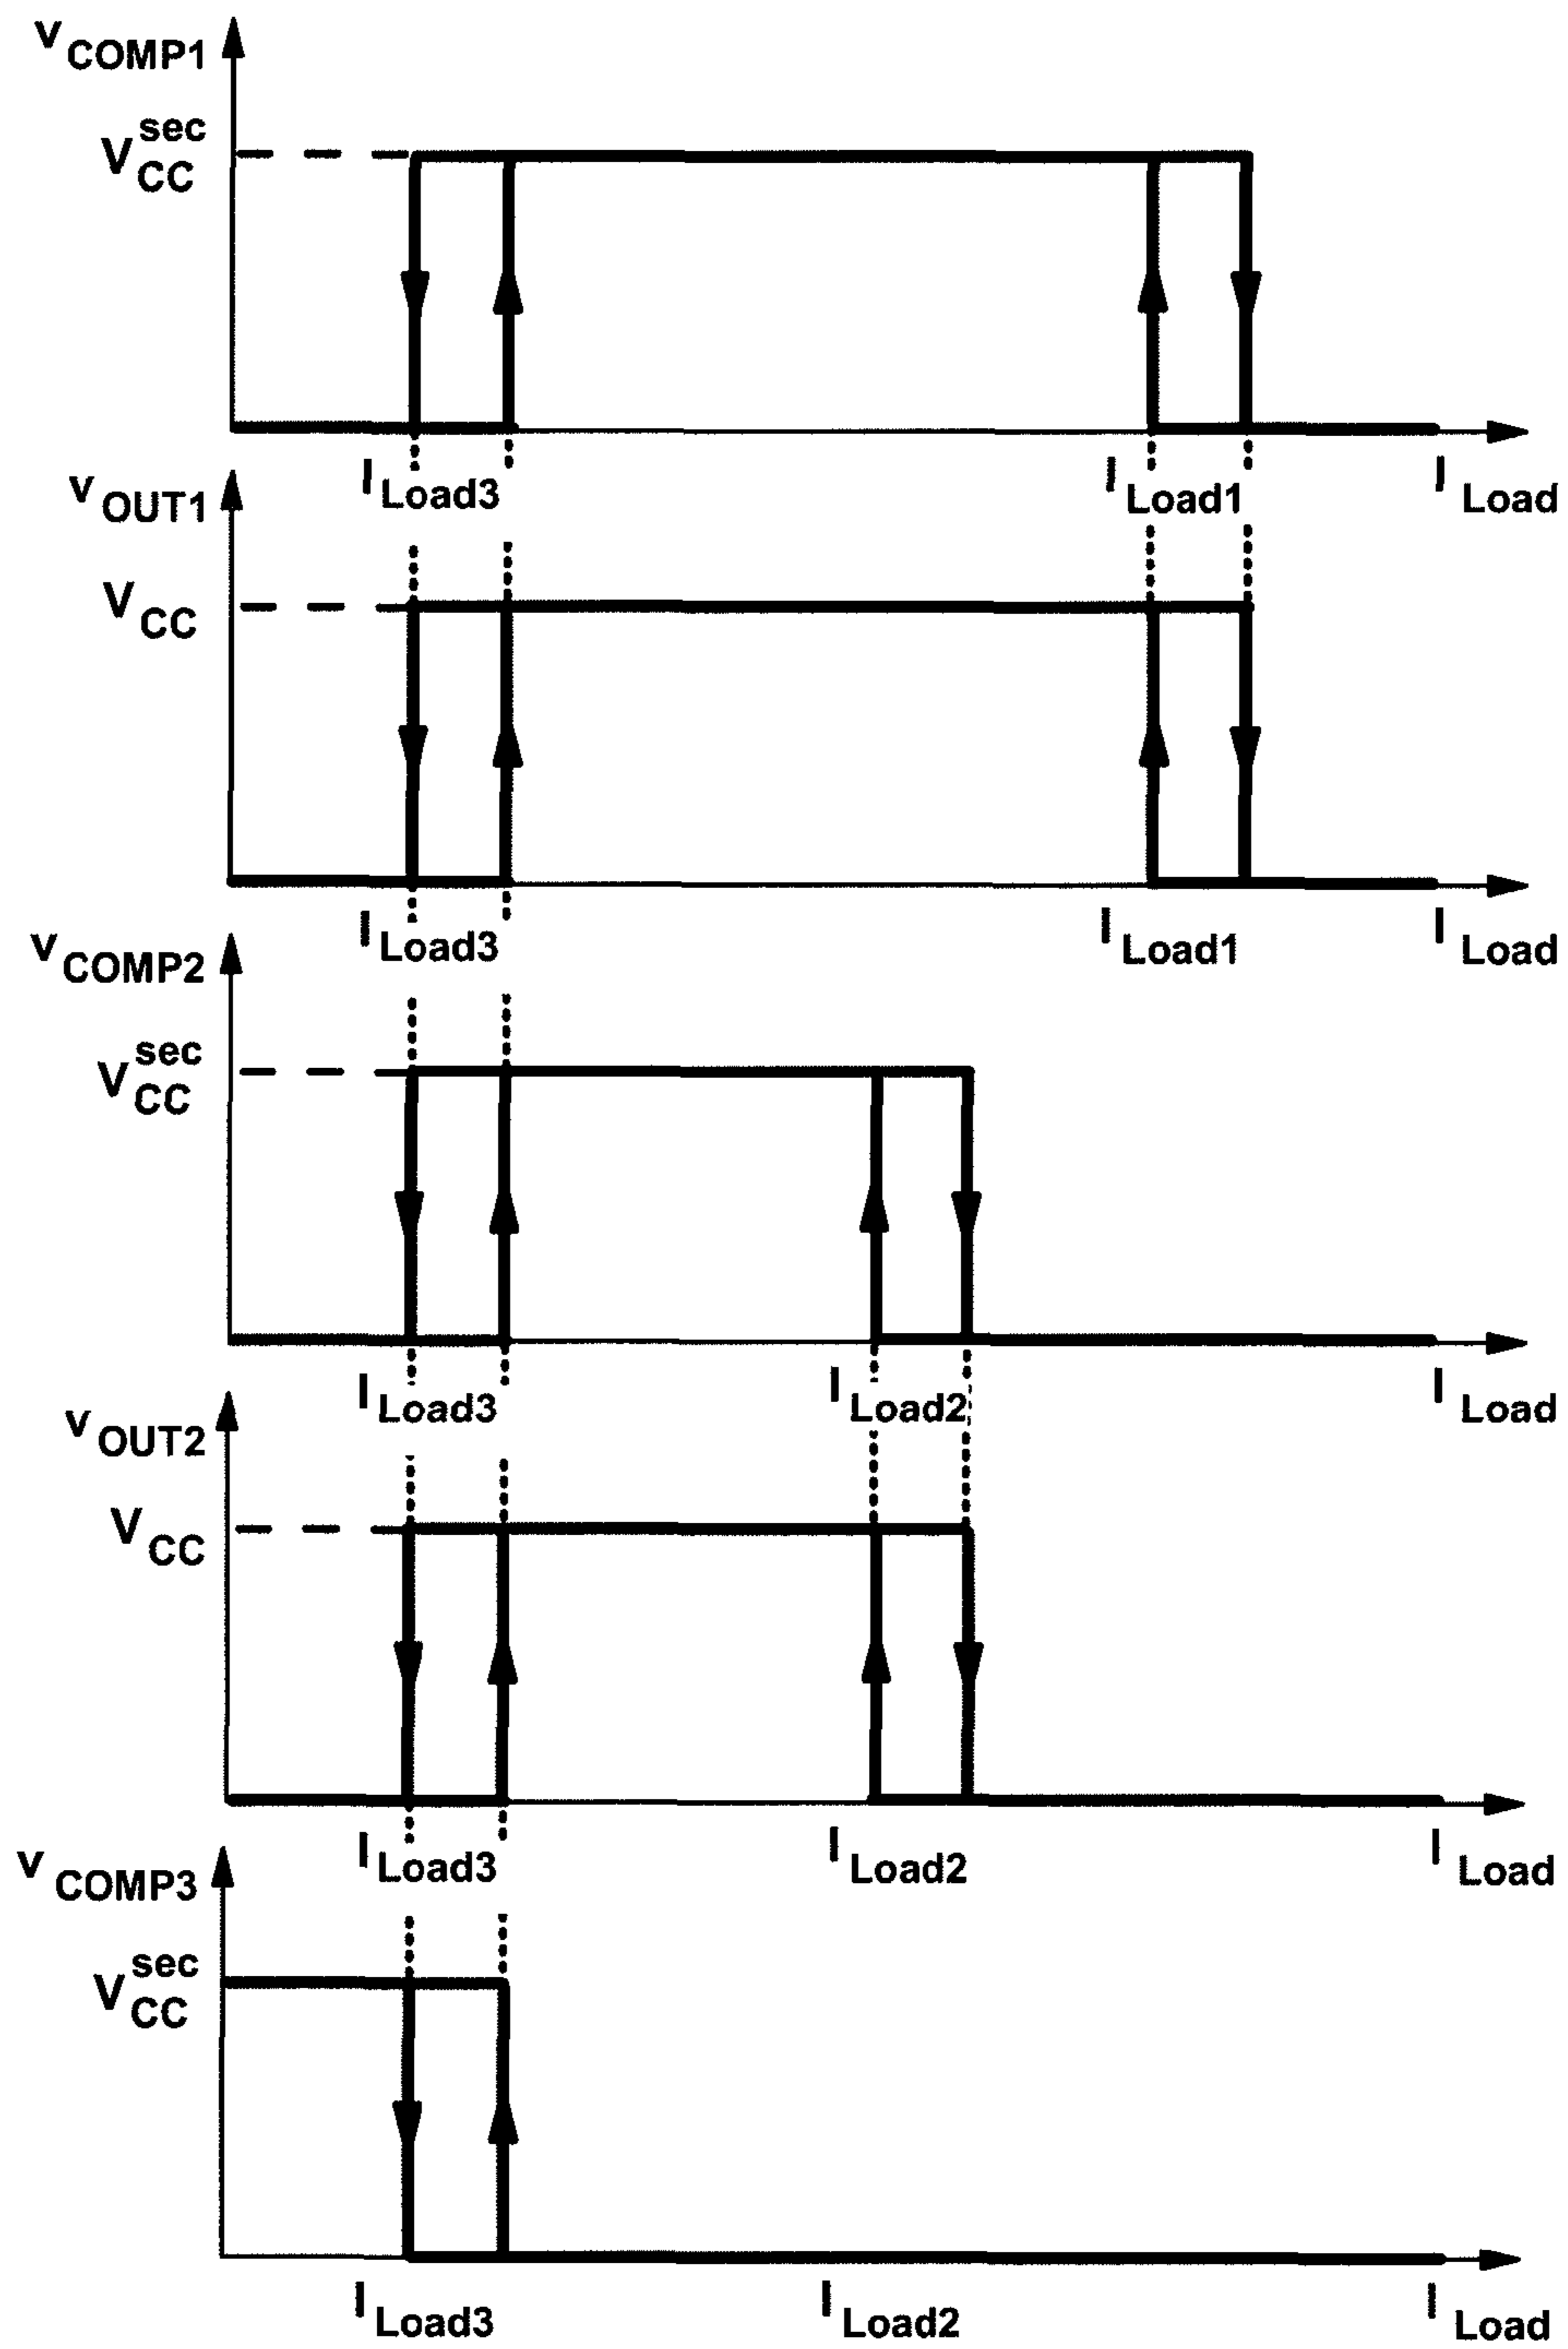 v COMP1
V CC sec
I Load3 I Load1 I Load
v OUT1
V CC
I Load3 I Load1 I Load
v COMP2
V CC sec
I Load3 I Load2 I Load
v OUT2
V CC
I Load3 I Load2 I Load
v COMP3
V CC sec
I Load3 I Load2 I Load